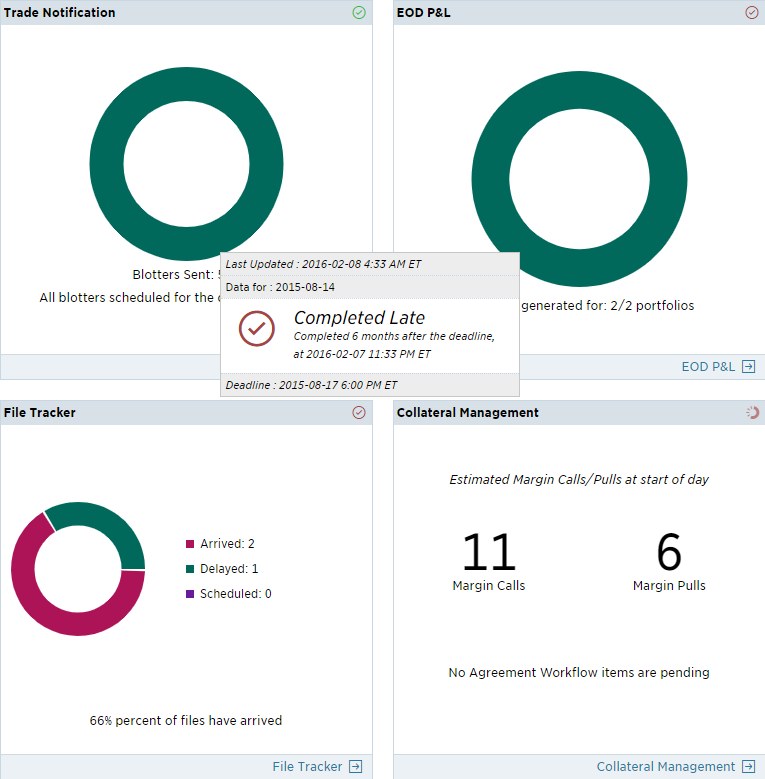 Trade Notification
EOD P&L
Blotters Sent:
All blotters scheduled for the
generated for: 2/2 portfolios
Last Updated : 2016-02-08 4:33 AM ET
Data for : 2015-08-14
Completed Late
Completed 6 months after the deadline,
at 2016-02-07 11:33 PM ET
Deadline : 2015-08-17 6:00 PM ET
EOD P&L
File Tracker
Arrived: 2
Delayed: 1
Scheduled: 0
66% percent of files have arrived
File Tracker
Collateral Management
Estimated Margin Calls/Pulls at start of day
11
Margin Calls
6
Margin Pulls
No Agreement Workflow items are pending
Collateral Management